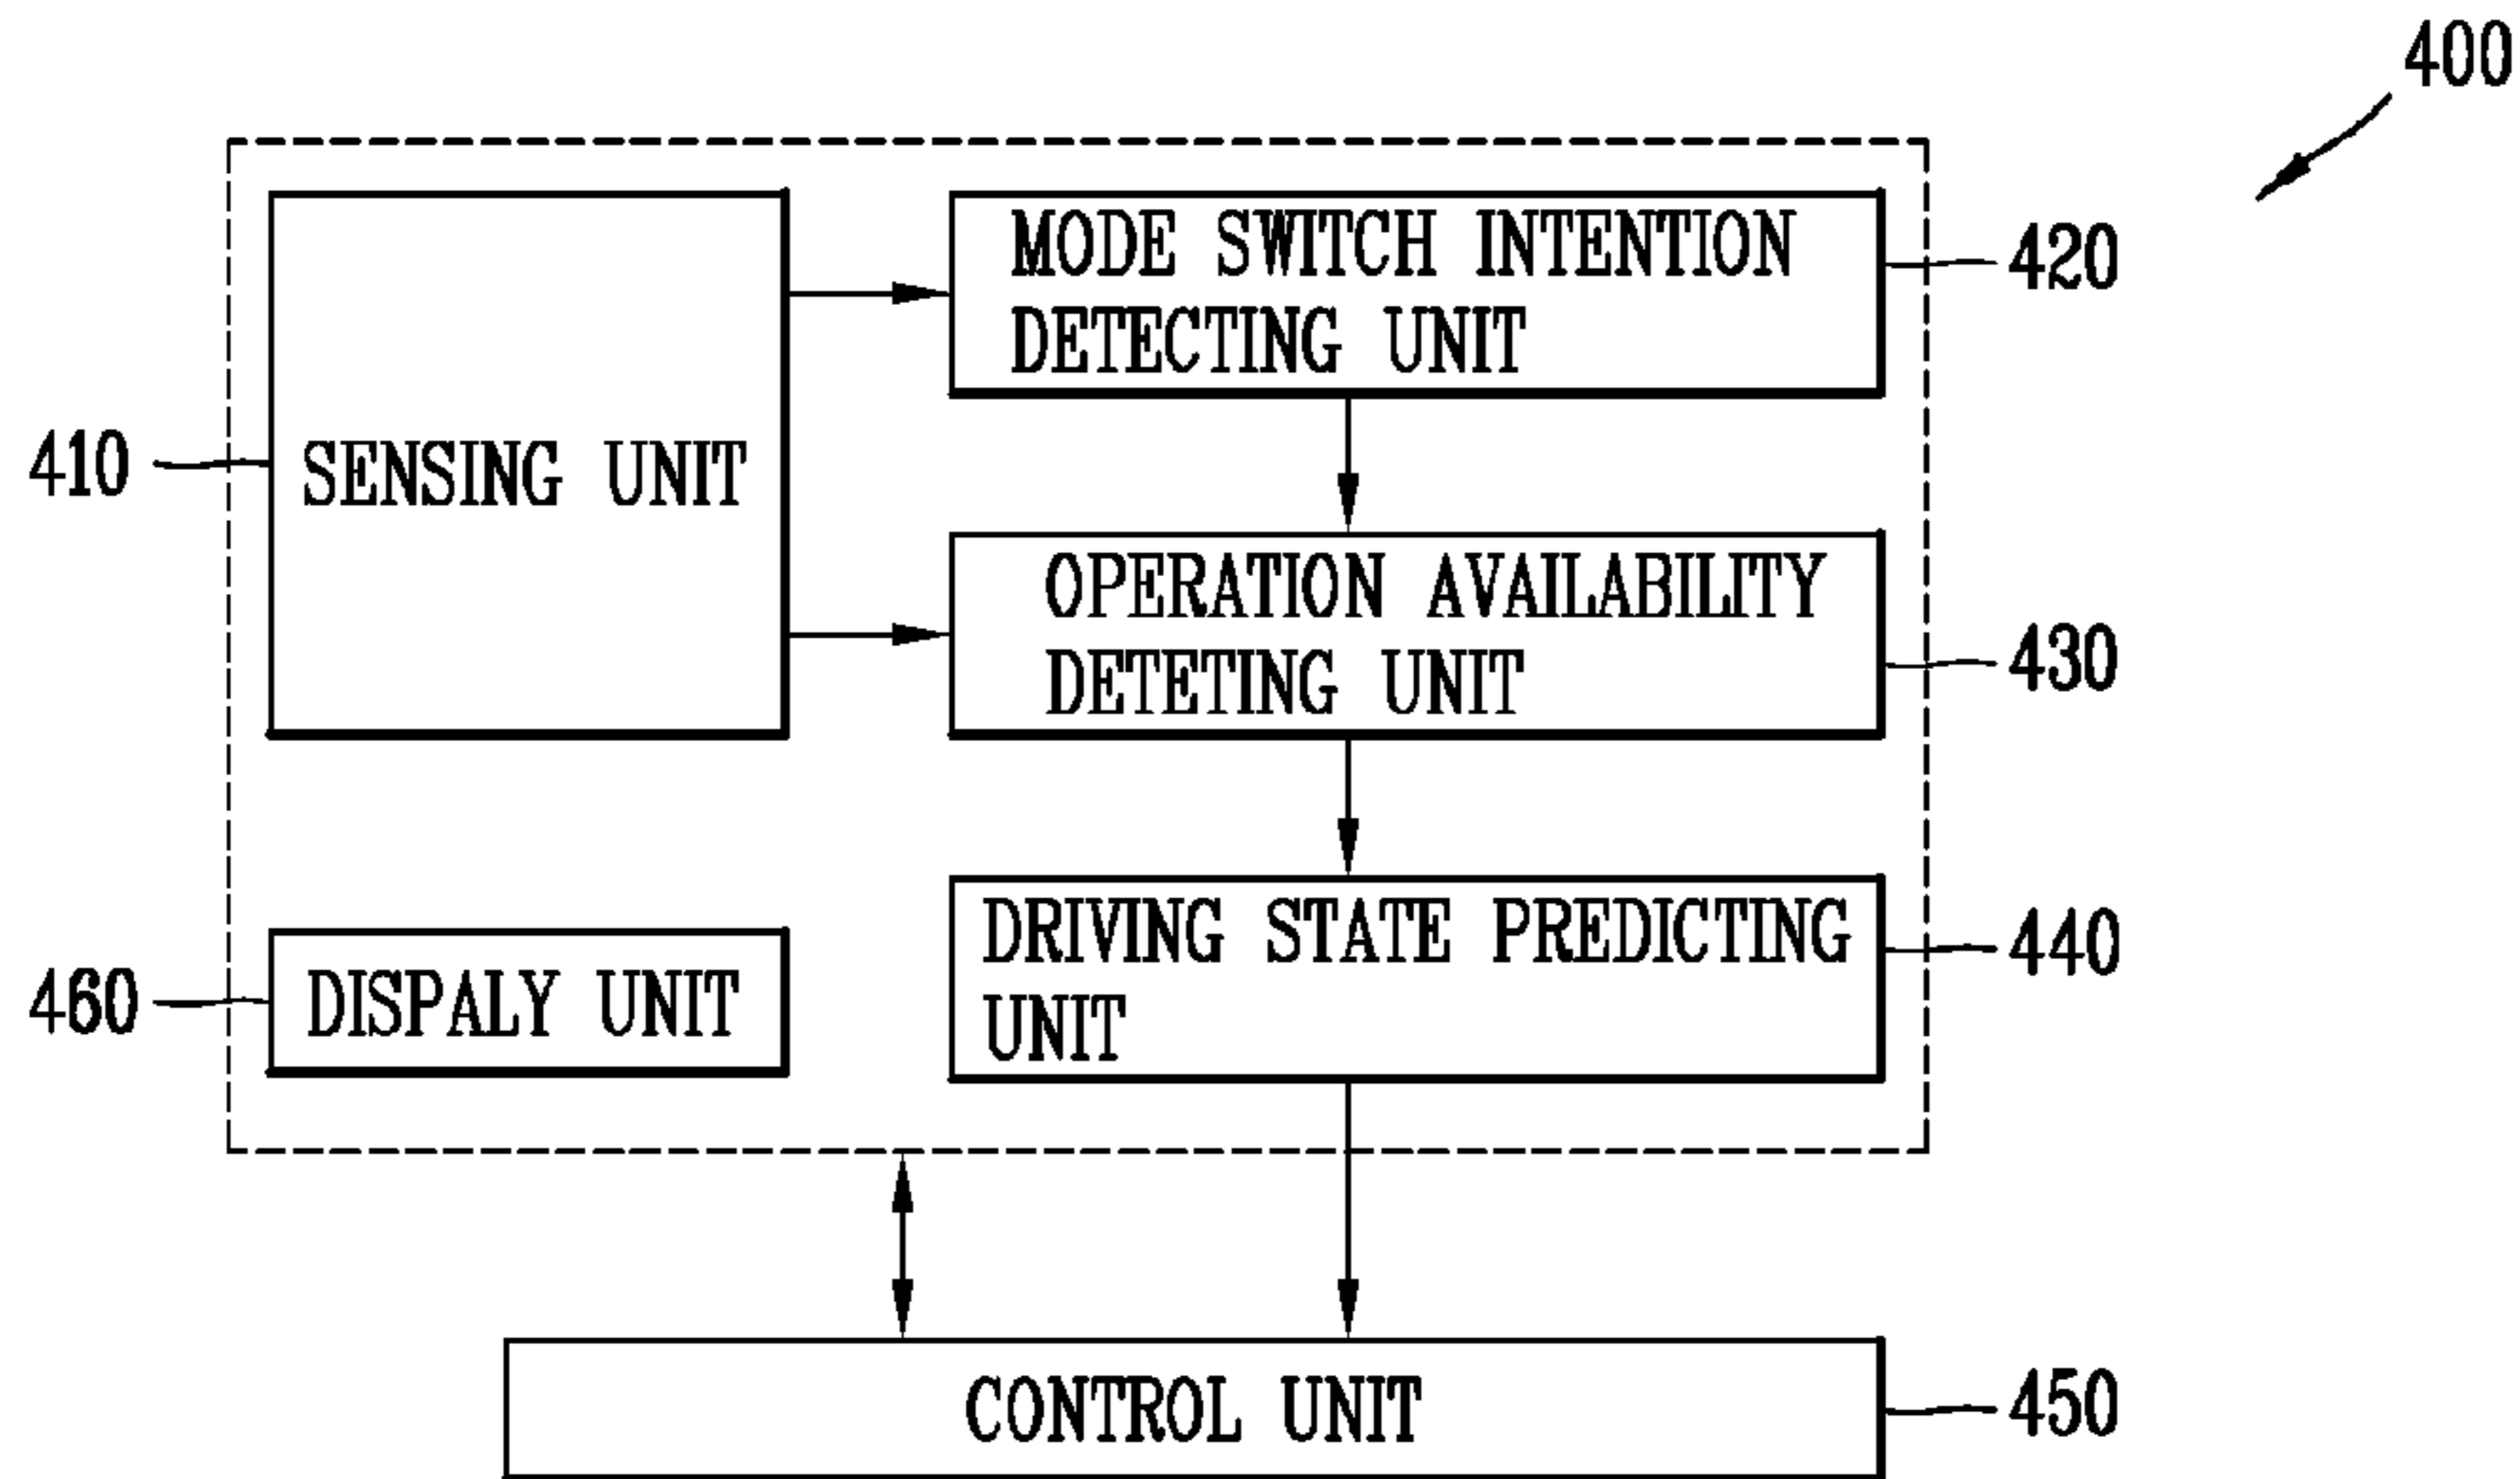 400
MODE SWITCH INTENTION
DETECTING UNIT
420
410
SENSING UNIT
OPERATION AVAILABILITY
DETETING UNIT
430
DRIVING STATE PREDICTING
UNIT
440
460
DISPALY UNIT
CONTROL UNIT
450